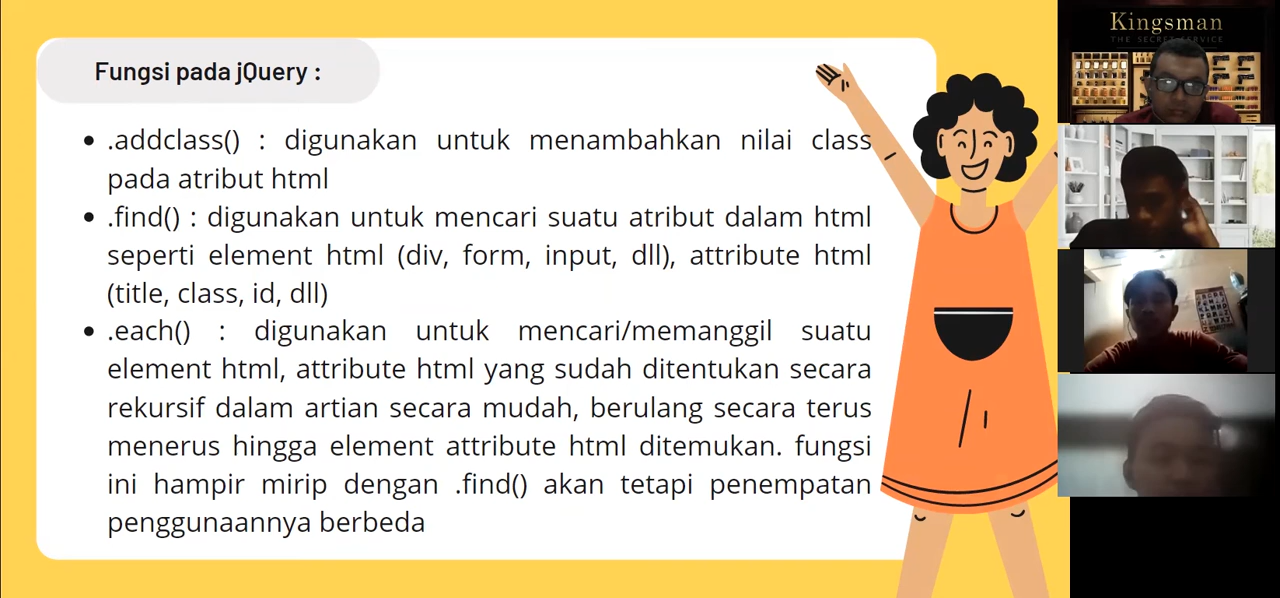 Fungsi pada jQuery :
• .addclass() : digunakan untuk menambahkan nilai class
pada atribut html
• .find() : digunakan untuk mencari suatu atribut dalam html
seperti element html (div, form, input, dll), attribute html
(title, class, id, dll)
• .each() : digunakan untuk mencari/memanggil suatu
element html, attribute html yang sudah ditentukan secara
rekursif dalam artian secara mudah, berulang secara terus
menerus hingga element attribute html ditemukan. fungsi
ini hampir mirip dengan .find() akan tetapi penempatan
penggunaannya berbeda
Kingsman
THE SECRET SERVICE